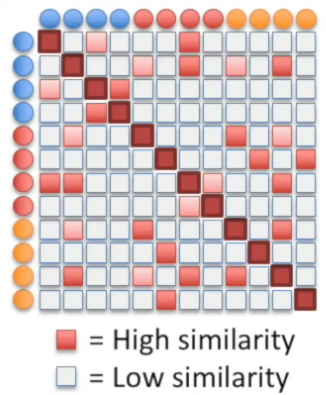 = High similarity
= Low similarity